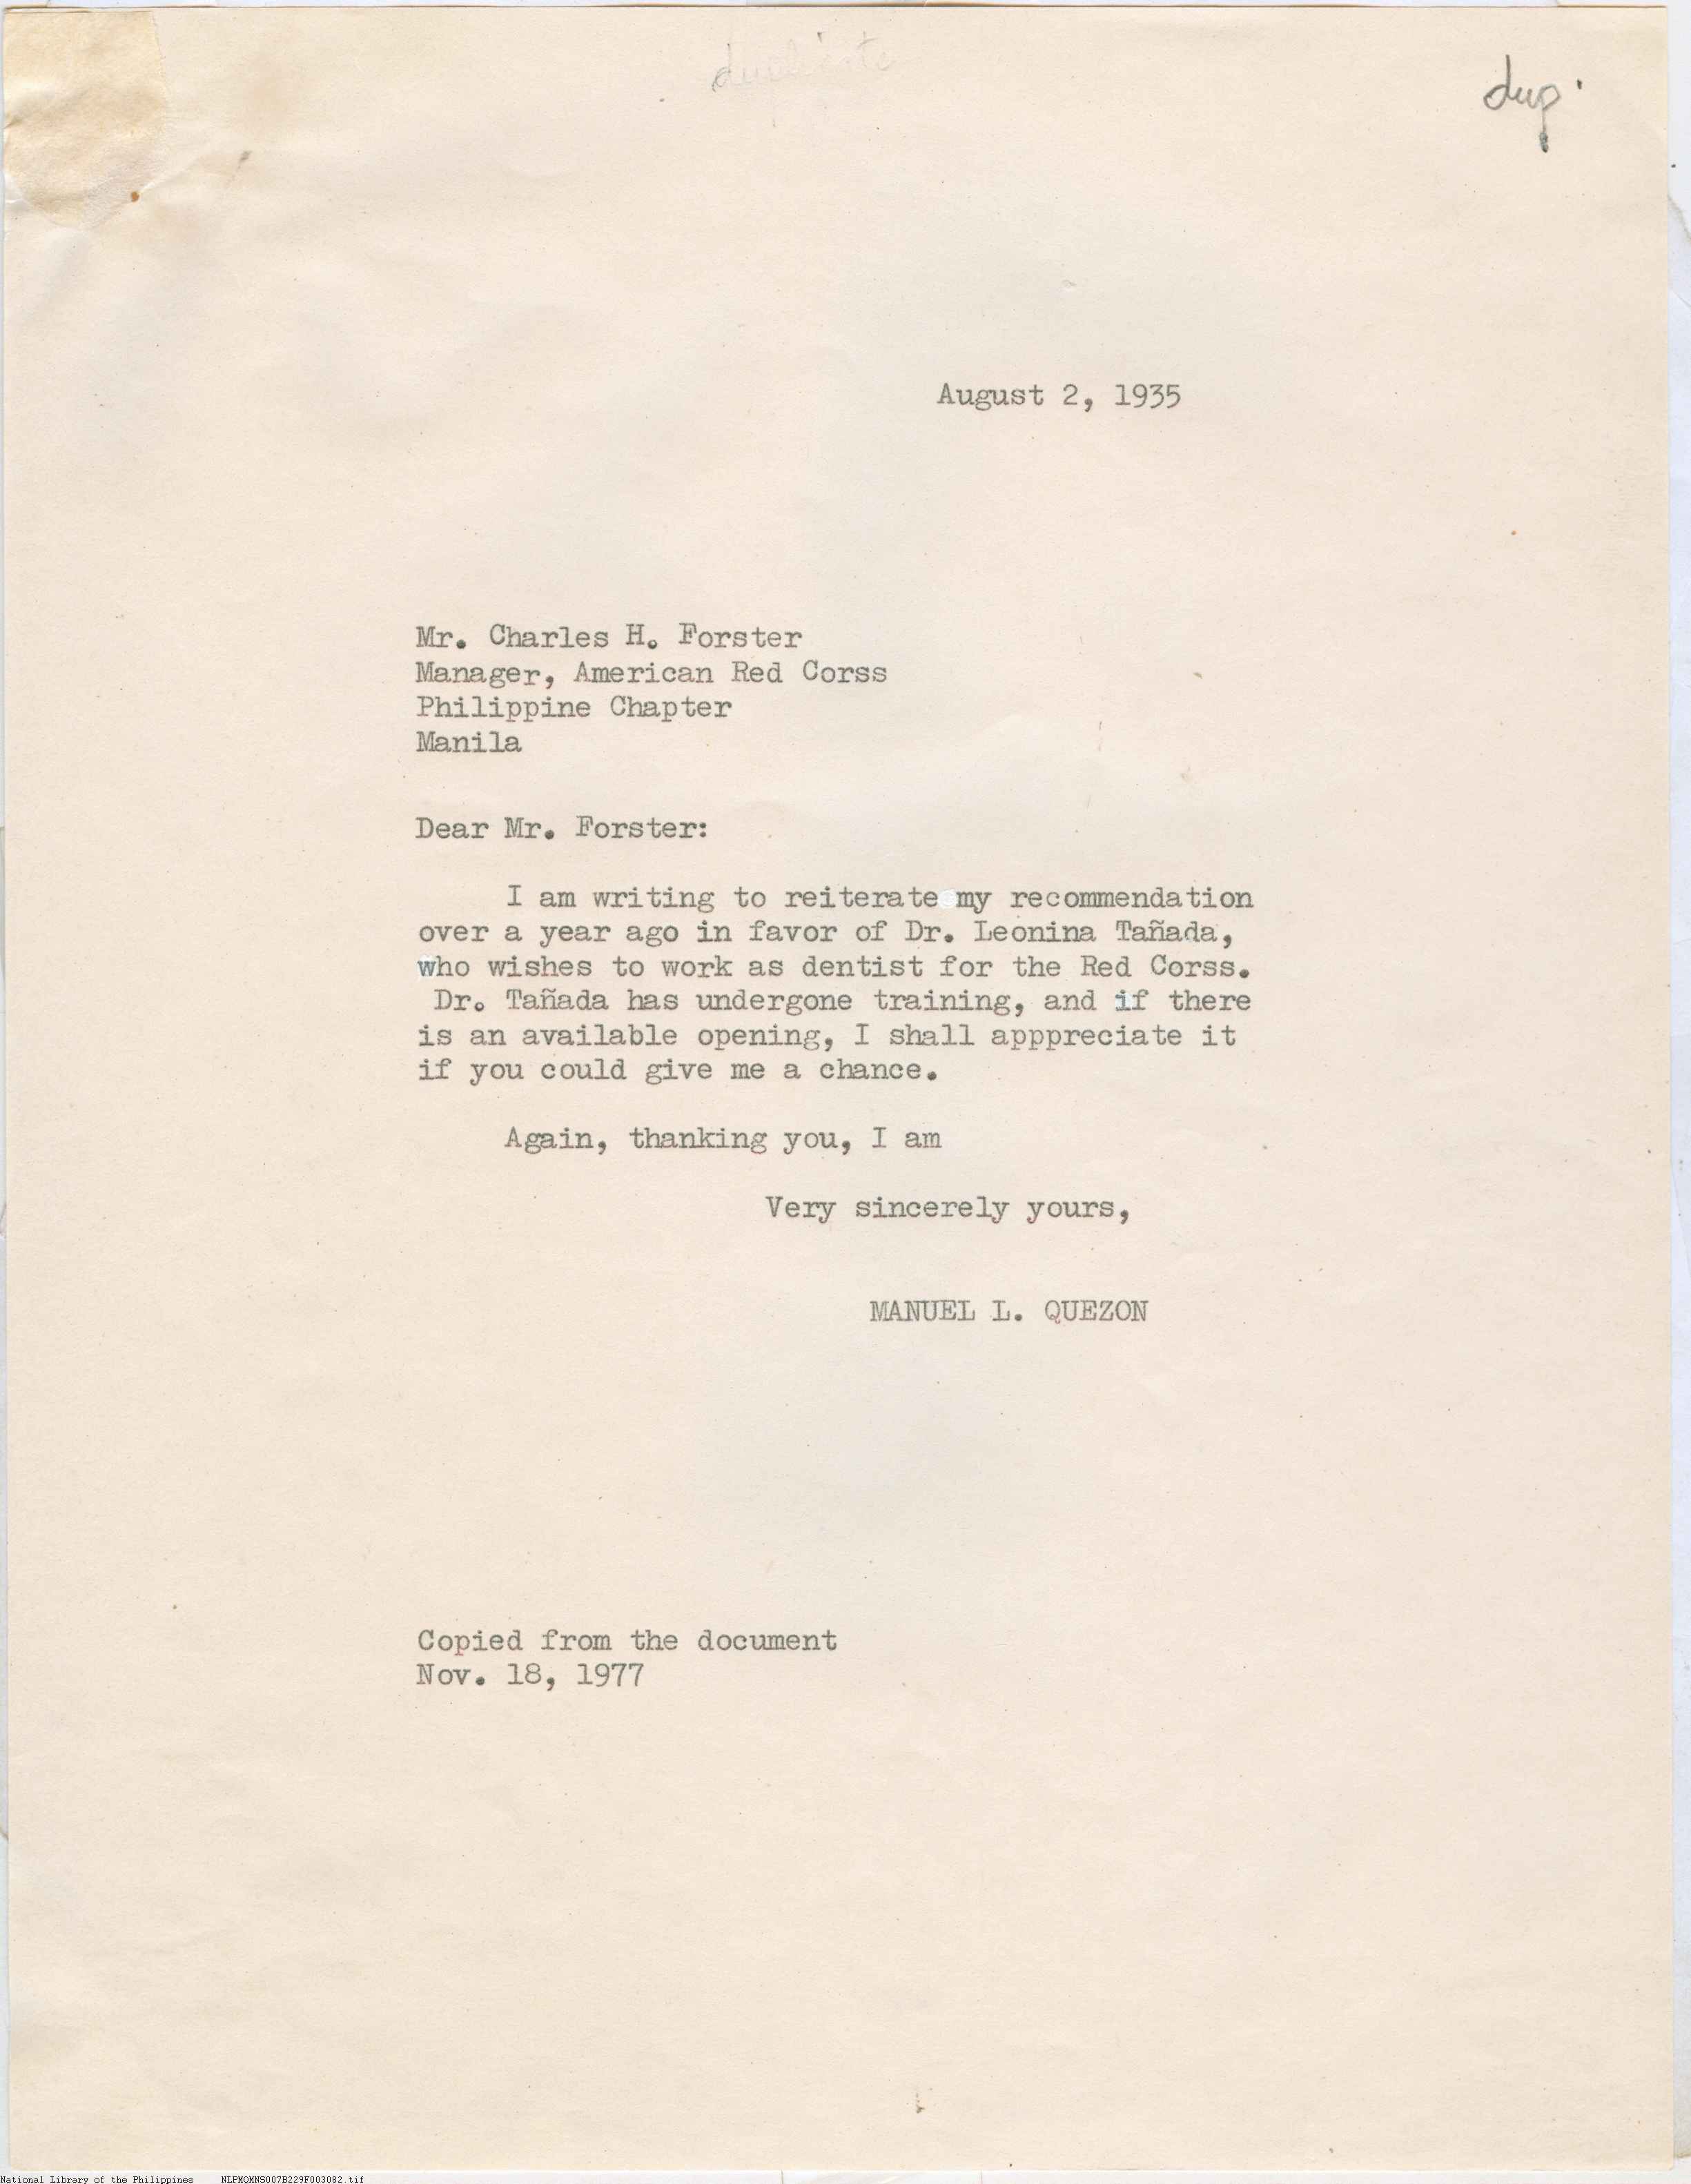 duplicate
dup.
August 2, 1935
Mr. Charles H. Forster
Manager, American Red Corss
Philippine Chapter
Manila
Dear Mr. Forster:
I am writing to reiterate my recommendation
over a year ago in favor of Dr. Leonina Tañada,
who wishes to work as dentist for the Red Corss.
Dr. Tañada has undergone training, and if there
is an available opening, I shall apppreciate it
if you could give me a chance.
Again, thanking you, I am
Very sincerely yours,
MANUEL L. QUEZON
Copied from the document
Nov. 18, 1977
National Library of the Philippines NLPMQMNS007B229F003082.tif